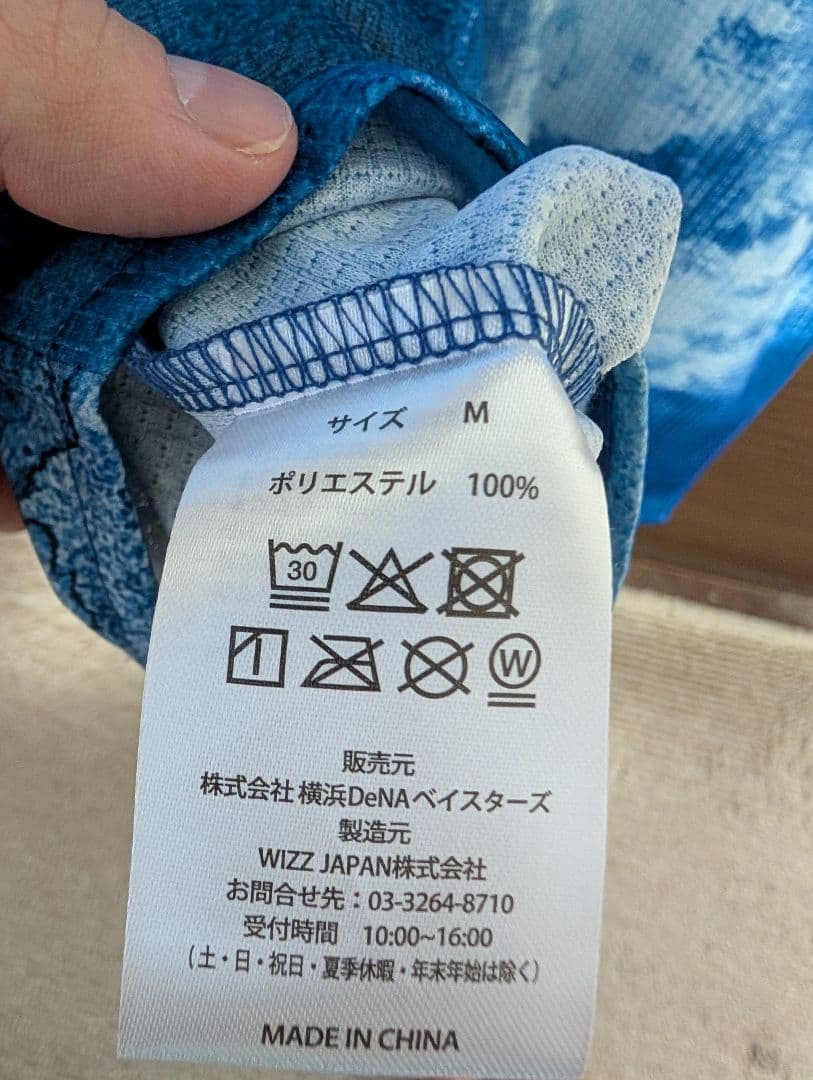 サイズ M
ポリエステル 100%
30
W
販売元
株式会社 横浜DeNAベイスターズ
製造元
WIZZ JAPAN株式会社
お問合せ先：03-3264-8710
受付時間 10:00~16:00
(土・日・祝日・夏季休暇・年末年始は除く)
MADE IN CHINA